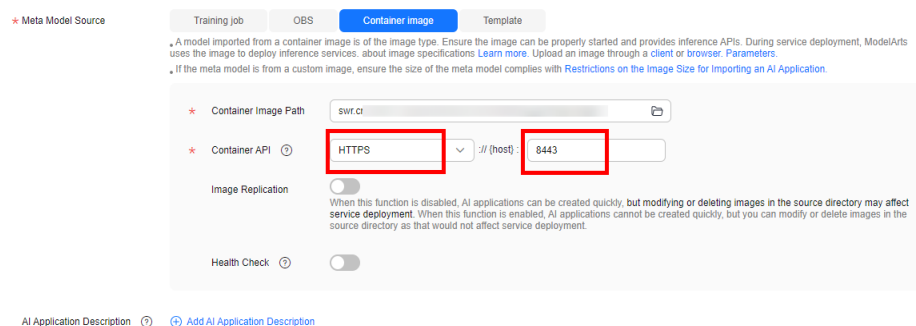 * Meta Model Source
Training job
OBS
Container image
Template
• A model imported from a container image is of the image type. Ensure the image can be properly started and provides inference APIs. During service deployment, ModelArts
uses the image to deploy inference services. about image specifications Learn more. Upload an image through a client or browser. Parameters.
• If the meta model is from a custom image, ensure the size of the meta model complies with Restrictions on the Image Size for Importing an AI Application.
* Container Image Path
swr.cr
* Container API ?
HTTPS
:// {host} :
8443
Image Replication
When this function is disabled, AI applications can be created quickly, but modifying or deleting images in the source directory may affect
service deployment. When this function is enabled, AI applications cannot be created quickly, but you can modify or delete images in the
source directory as that would not affect service deployment.
Health Check ?
AI Application Description ?
Add AI Application Description